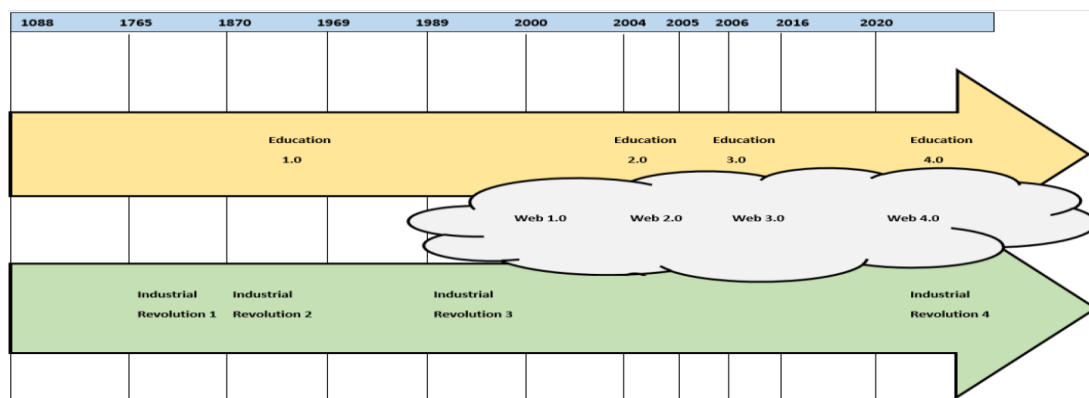 1088 1765 1870 1969 1989 2000 2004 2005 2006 2016 2020
Education
1.0
Education
2.0
Education
3.0
Education
4.0
Web 1.0 Web 2.0 Web 3.0 Web 4.0
Industrial
Revolution 1
Industrial
Revolution 2
Industrial
Revolution 3
Industrial
Revolution 4